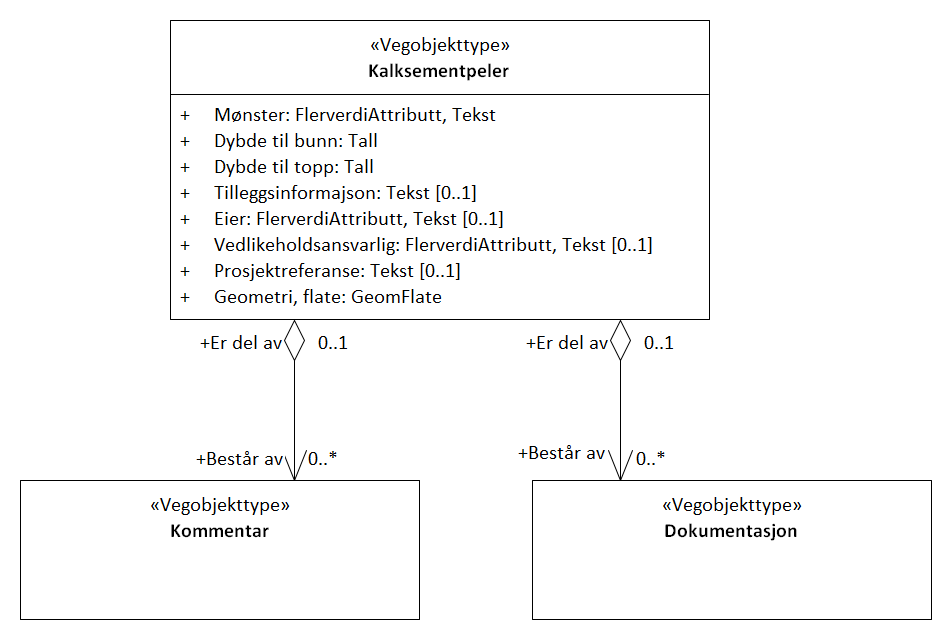 «Vegobjekttype»
Kalksementpeler
+ Mønster: FlerverdiAttributt, Tekst
+ Dybde til bunn: Tall
+ Dybde til topp: Tall
+ Tilleggsinformajson: Tekst [0..1]
+ Eier: FlerverdiAttributt, Tekst [0..1]
+ Vedlikeholdsansvarlig: FlerverdiAttributt, Tekst [0..1]
+ Prosjektreferanse: Tekst [0..1]
+ Geometri, flate: GeomFlate
+Er del av 0..1
+Er del av 0..1
+Består av 0..*
+Består av 0..*
«Vegobjekttype»
Kommentar
«Vegobjekttype»
Dokumentasjon